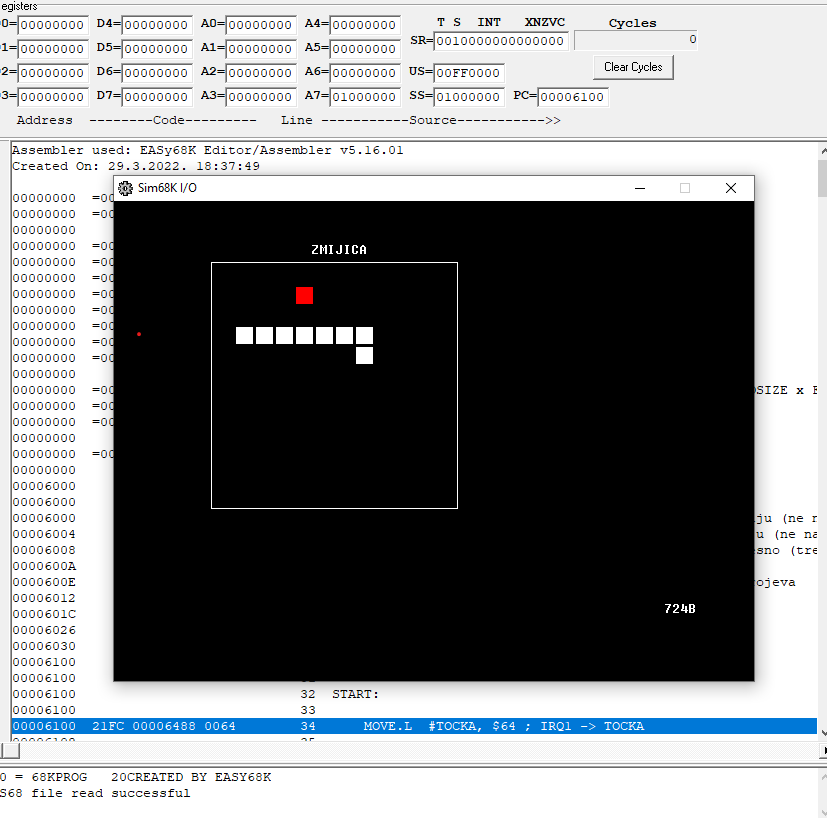 egisters
0=00000000 D4=00000000 A0=00000000 A4=00000000 T S INT XNZVC Cycles
1=00000000 D5=00000000 A1=00000000 A5=00000000 SR=0010000000000000 0
2=00000000 D6=00000000 A2=00000000 A6=00000000 US=00FF0000 Clear Cycles
3=00000000 D7=00000000 A3=00000000 A7=01000000 SS=01000000 PC=00006100
Address --------Code--------- Line -----------Source----------->>
Assembler used: EASy68K Editor/Assembler v5.16.01
Created On: 29.3.2022. 18:37:49
Sim68K I/O
ZMIJICA
724B
00000000 =00
00000000 =00
00000000
00000000 =00
00000000 =00
00000000 =00
00000000 =00
00000000 =00
00000000 =00
00000000 =00
00000000 =00
00000000
00000000 =00 OSIZE x
00000000 =00
00000000 =00
00000000
00000000 =00
00000000
00006000
00006000
00006000 ju (ne
00006004 u (ne na
00006008 sno (tre
0000600A
0000600E ojeva
00006012
0000601C
00006026
00006030
00006100
00006100
00006100 32 START:
00006100 33
00006100 21FC 00006488 0064 34 MOVE.L #TOCKA, $64 ; IRQ1 -> TOCKA
0 = 68KPROG 20CREATED BY EASY68K
S68 file read successful